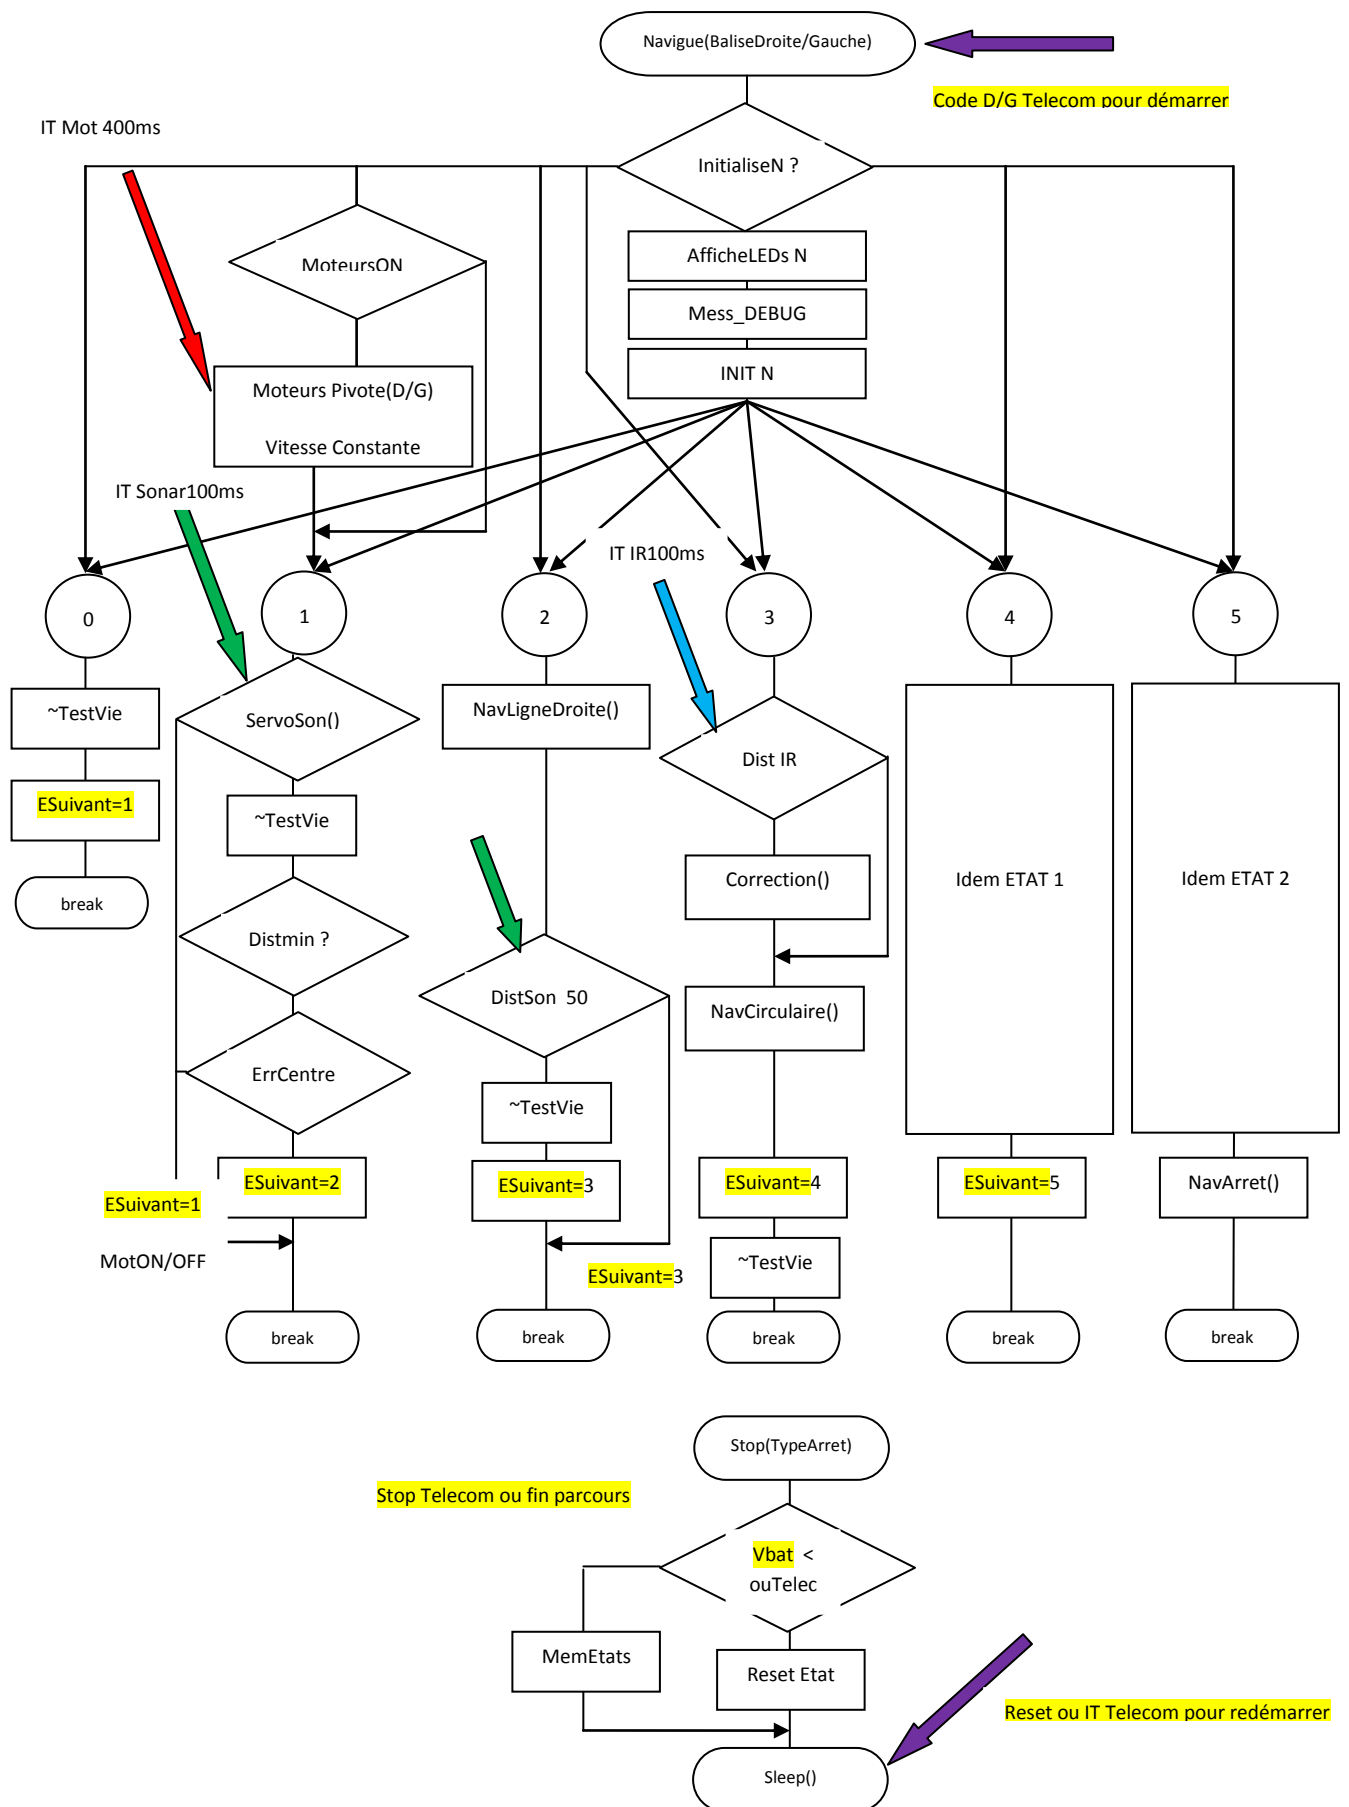 Navigue(BaliseDroite/Gauche)
Code D/G Telecom pour démarrer
IT Mot 400ms
InitialiseN ?
AfficheLEDs N
MoteursON
Mess_DEBUG
INIT N
Moteurs Pivote(D/G)
Vitesse Constante
IT Sonar100ms
IT IR100ms
0
1
2
3
4
5
~TestVie
ServoSon()
NavLigneDroite()
Dist IR
ESuivant=1
~TestVie
Correction()
Idem ETAT 1
Idem ETAT 2
break
Distmin ?
DistSon 50
NavCirculaire()
ErrCentre
~TestVie
ESuivant=1
ESuivant=2
ESuivant=3
ESuivant=4
ESuivant=5
NavArret()
MotON/OFF
ESuivant=3
~TestVie
break
break
break
break
break
Stop(TypeArret)
Stop Telecom ou fin parcours
Vbat <
ouTelec
MemEtats
Reset Etat
Reset ou IT Telecom pour redémarrer
Sleep()